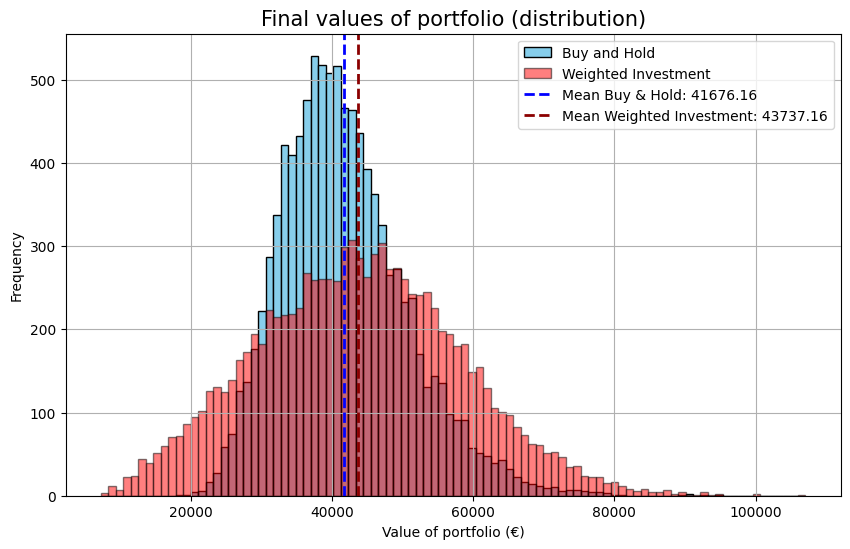 Final values of portfolio (distribution)
Buy and Hold
Weighted Investment
Mean Buy & Hold: 41676.16
Mean Weighted Investment: 43737.16
Frequency
500
400
300
200
100
0
20000
40000
60000
80000
100000
Value of portfolio (€)